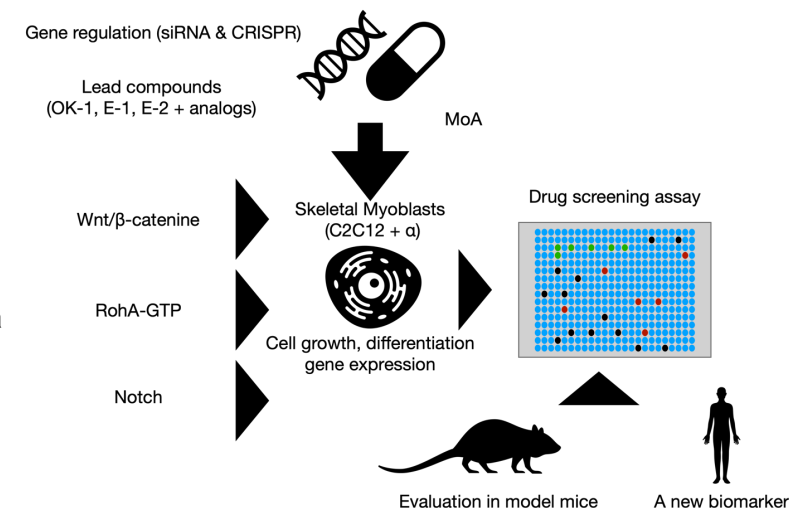 Gene regulation (siRNA & CRISPR)
Lead compounds
(OK-1, E-1, E-2 + analogs)
MoA
Wnt/β-catenine
Skeletal Myoblasts
(C2C12 + α)
Drug screening assay
RohA-GTP
Cell growth, differentiation
gene expression
Notch
Evaluation in model mice
A new biomarker